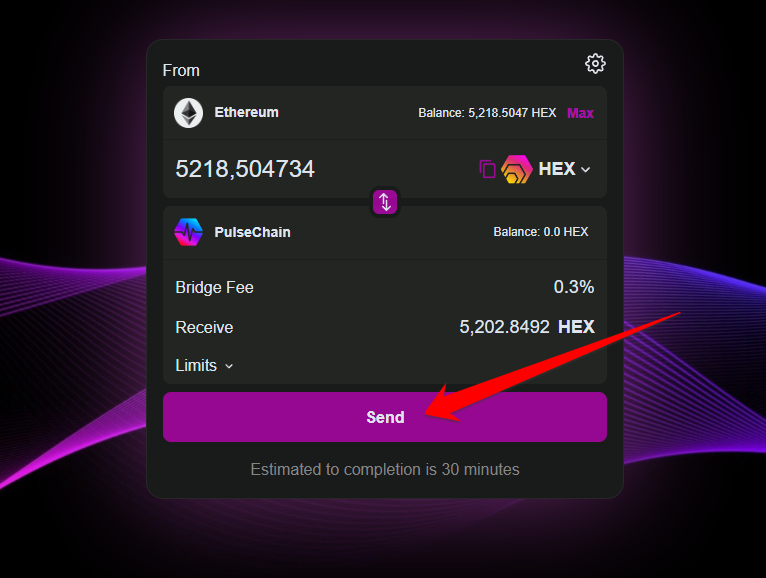 From
Ethereum Balance: 5,218.5047 HEX Max
5218,504734 HEX
PulseChain Balance: 0.0 HEX
Bridge Fee 0.3%
Receive 5,202.8492 HEX
Limits
Send
Estimated to completion is 30 minutes